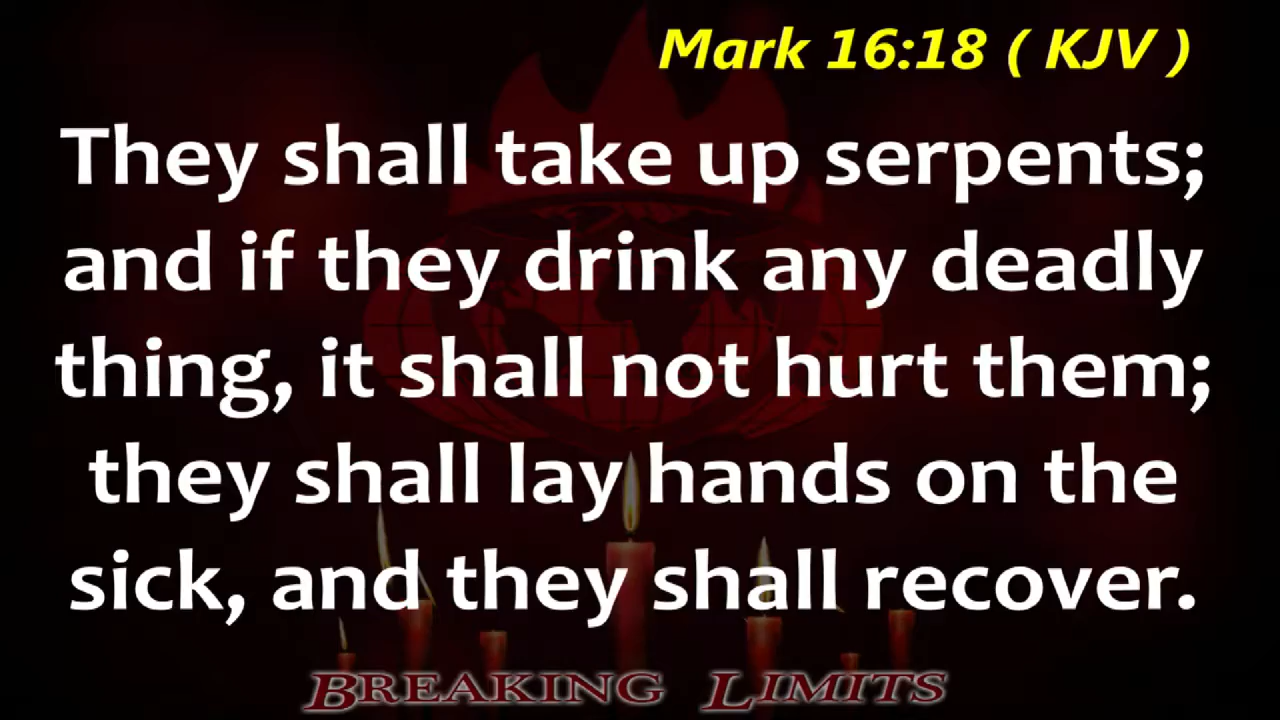 Mark 16:18 ( KJV )
They shall take up serpents;
and if they drink any deadly
thing, it shall not hurt them;
they shall lay hands on the
sick, and they shall recover.
BREAKING LIMITS